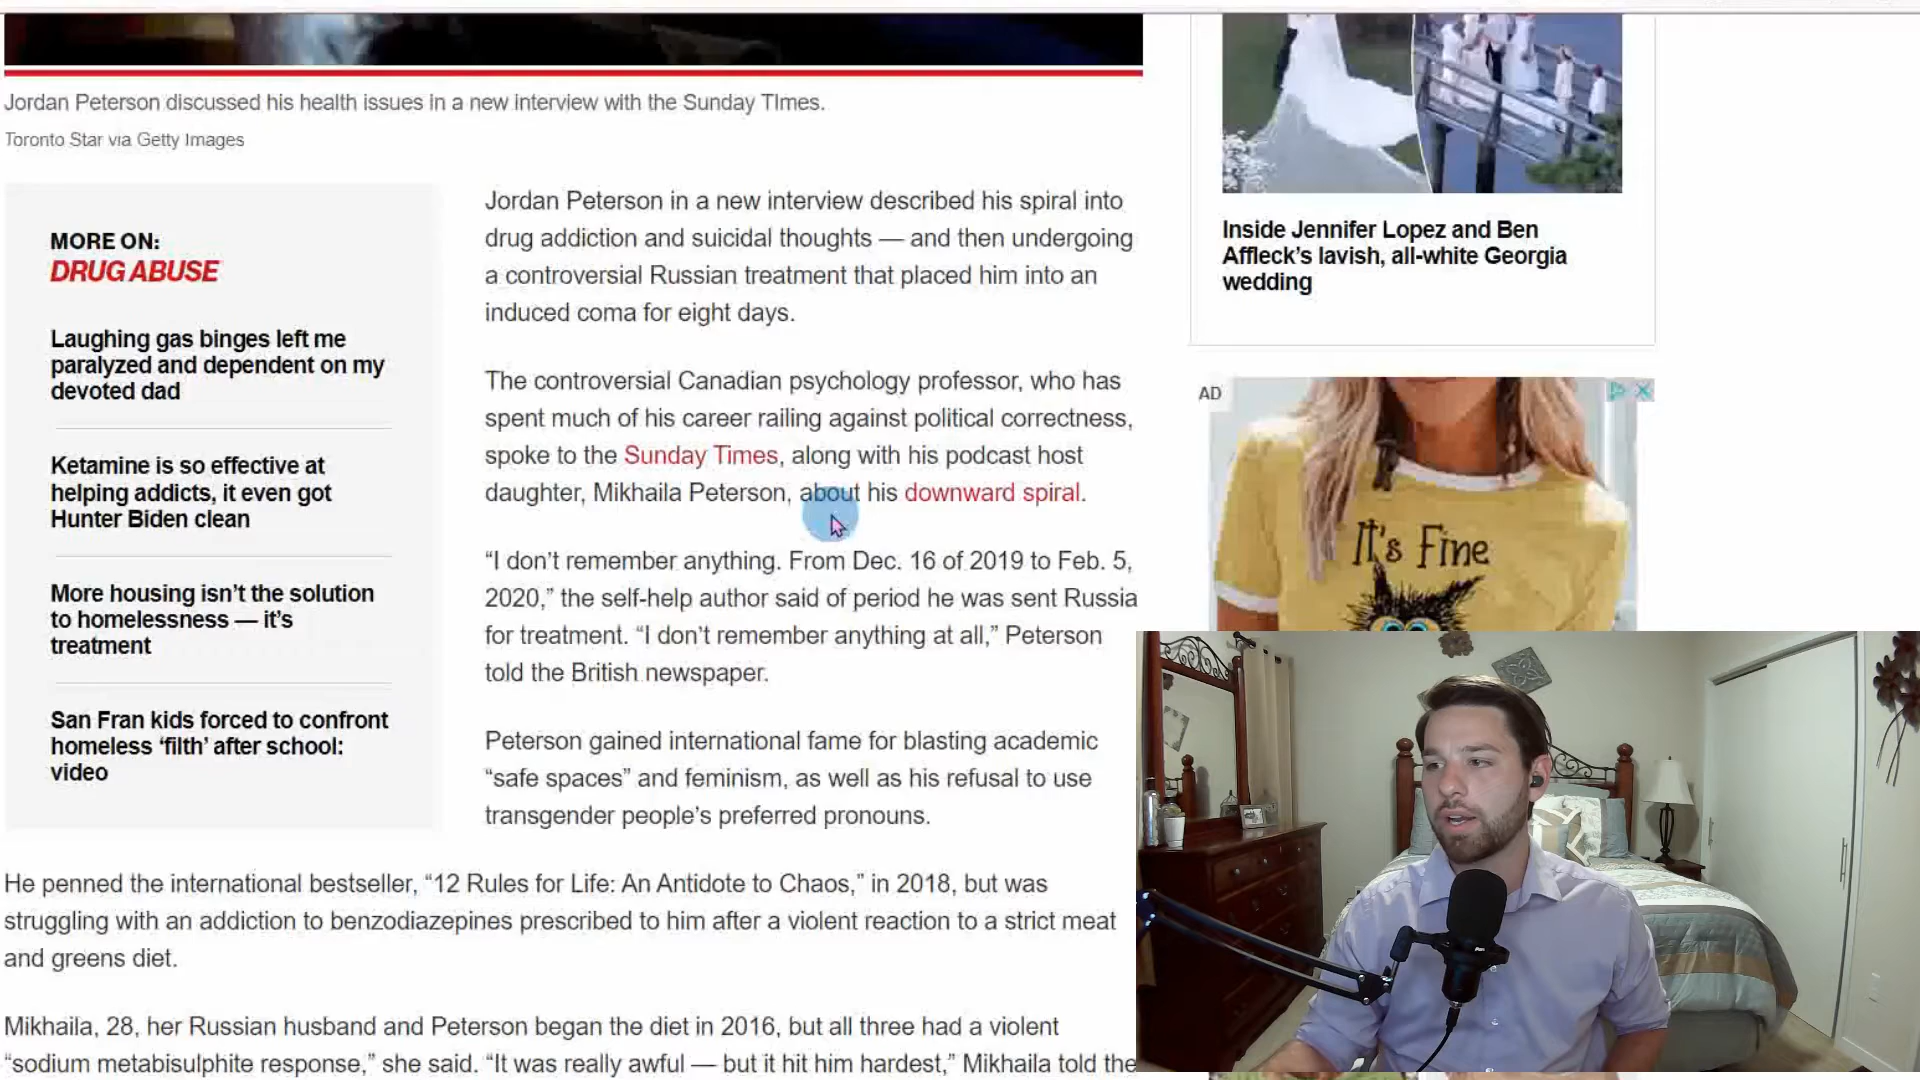 Jordan Peterson discussed his health issues in a new interview with the Sunday TImes.
Toronto Star via Getty Images
MORE ON:
DRUG ABUSE
Laughing gas binges left me
paralyzed and dependent on my
devoted dad
Ketamine is so effective at
helping addicts, it even got
Hunter Biden clean
More housing isn’t the solution
to homelessness — it’s
treatment
San Fran kids forced to confront
homeless ‘filth’ after school:
video
Jordan Peterson in a new interview described his spiral into
drug addiction and suicidal thoughts — and then undergoing
a controversial Russian treatment that placed him into an
induced coma for eight days.
The controversial Canadian psychology professor, who has
spent much of his career railing against political correctness,
spoke to the Sunday Times, along with his podcast host
daughter, Mikhaila Peterson, about his downward spiral.
“I don’t remember anything. From Dec. 16 of 2019 to Feb. 5,
2020,” the self-help author said of period he was sent Russia
for treatment. “I don’t remember anything at all,” Peterson
told the British newspaper.
Peterson gained international fame for blasting academic
“safe spaces” and feminism, as well as his refusal to use
transgender people’s preferred pronouns.
He penned the international bestseller, “12 Rules for Life: An Antidote to Chaos,” in 2018, but was
struggling with an addiction to benzodiazepines prescribed to him after a violent reaction to a strict meat
and greens diet.
Mikhaila, 28, her Russian husband and Peterson began the diet in 2016, but all three had a violent
“sodium metabisulphite response,” she said. “It was really awful — but it hit him hardest,” Mikhaila told the
Inside Jennifer Lopez and Ben
Affleck’s lavish, all-white Georgia
wedding
AD
It's Fine